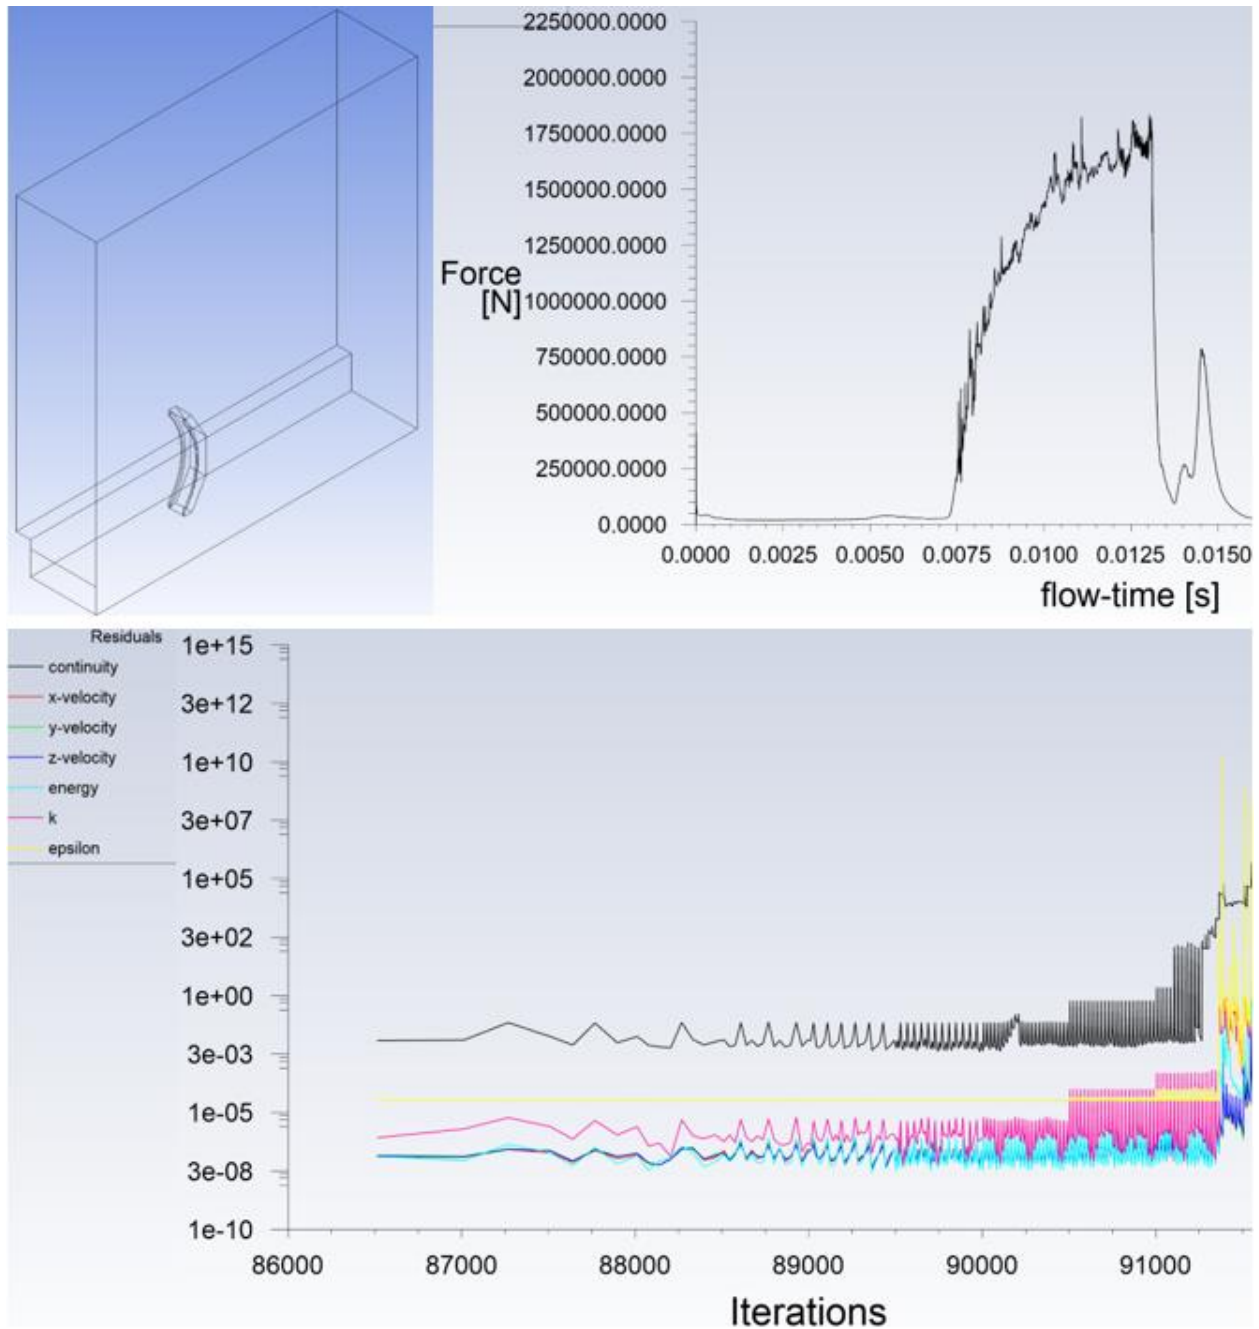 2250000.0000
2000000.0000
1750000.0000
1500000.0000
1250000.0000
Force
[N]
1000000.0000
750000.0000
500000.0000
250000.0000
0.0000
0.0000 0.0025 0.0050 0.0075 0.0100 0.0125 0.0150
flow-time [s]
Residuals
continuity
x-velocity
y-velocity
z-velocity
energy
k
epsilon
1e+15
3e+12
1e+10
3e+07
1e+05
3e+02
1e+00
3e-03
1e-05
3e-08
1e-10
86000 87000 88000 89000 90000 91000
Iterations